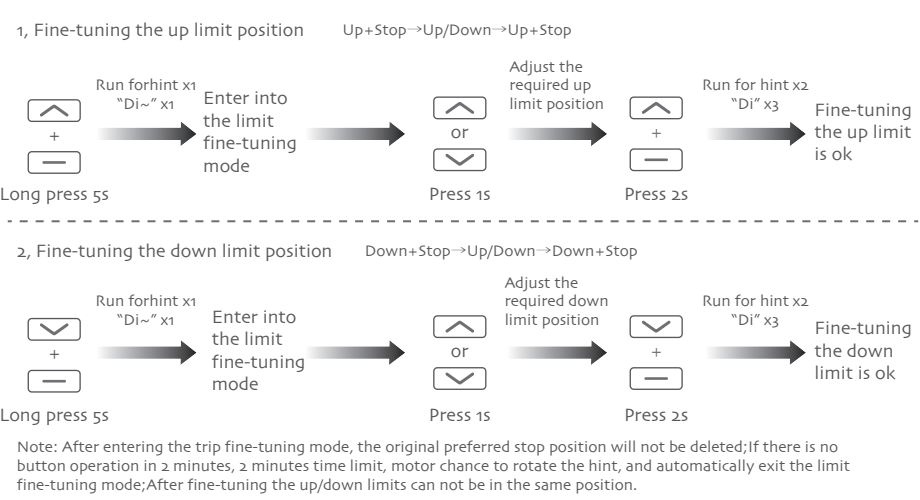 1, Fine-tuning the up limit position Up+Stop→Up/Down→Up+Stop
Run forhint x1
“Di~” x1
Enter into
the limit
fine-tuning
mode
Adjust the
required up
limit position
Run for hint x2
“Di” x3
Fine-tuning
the up limit
is ok
+
or
+
Long press 5s
Press 1s
Press 2s
2, Fine-tuning the down limit position Down+Stop→Up/Down→Down+Stop
Run forhint x1
“Di~” x1
Enter into
the limit
fine-tuning
mode
Adjust the
required down
limit position
Run for hint x2
“Di” x3
Fine-tuning
the down
limit is ok
+
or
+
Long press 5s
Press 1s
Press 2s
Note: After entering the trip fine-tuning mode, the original preferred stop position will not be deleted;If there is no
button operation in 2 minutes, 2 minutes time limit, motor chance to rotate the hint, and automatically exit the limit
fine-tuning mode;After fine-tuning the up/down limits can not be in the same position.